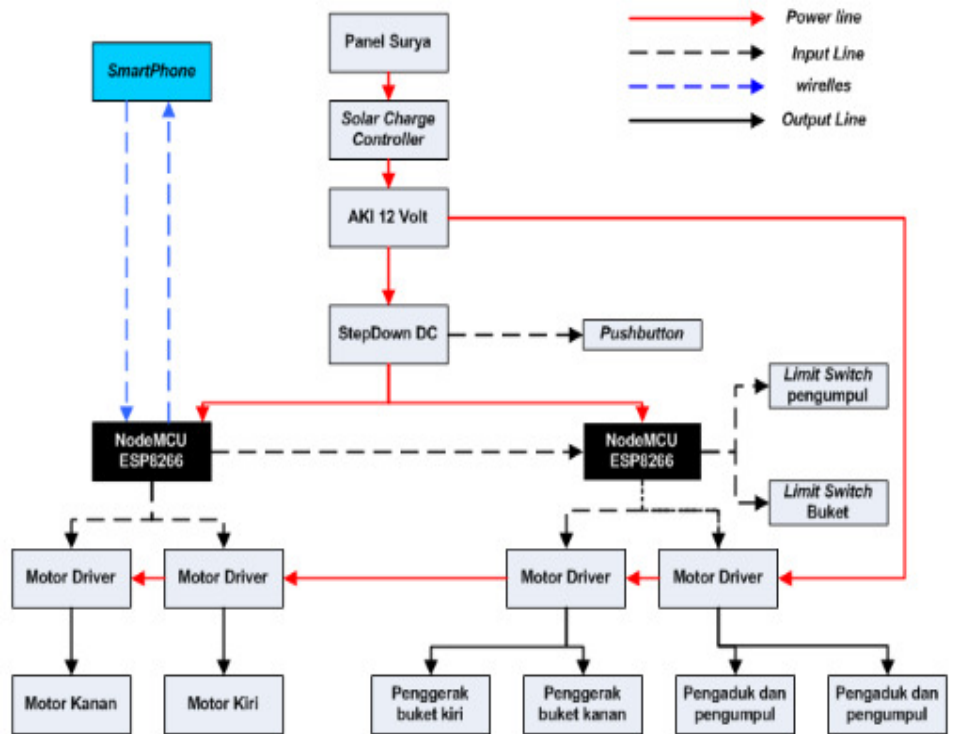 Power line
Panel Surya
SmartPhone
Input Line
wirelles
Solar Charge
Controller
Output Line
AKI 12 Volt
StepDown DC
Pushbutton
Limit Switch
pengumpul
NodeMCU
ESP8266
NodeMCU
ESP8266
Limit Switch
Buket
Motor Driver
Motor Driver
Motor Driver
Motor Driver
Motor Kanan
Motor Kiri
Penggerak
buket kiri
Penggerak
buket kanan
Pengaduk dan
pengumpul
Pengaduk dan
pengumpul